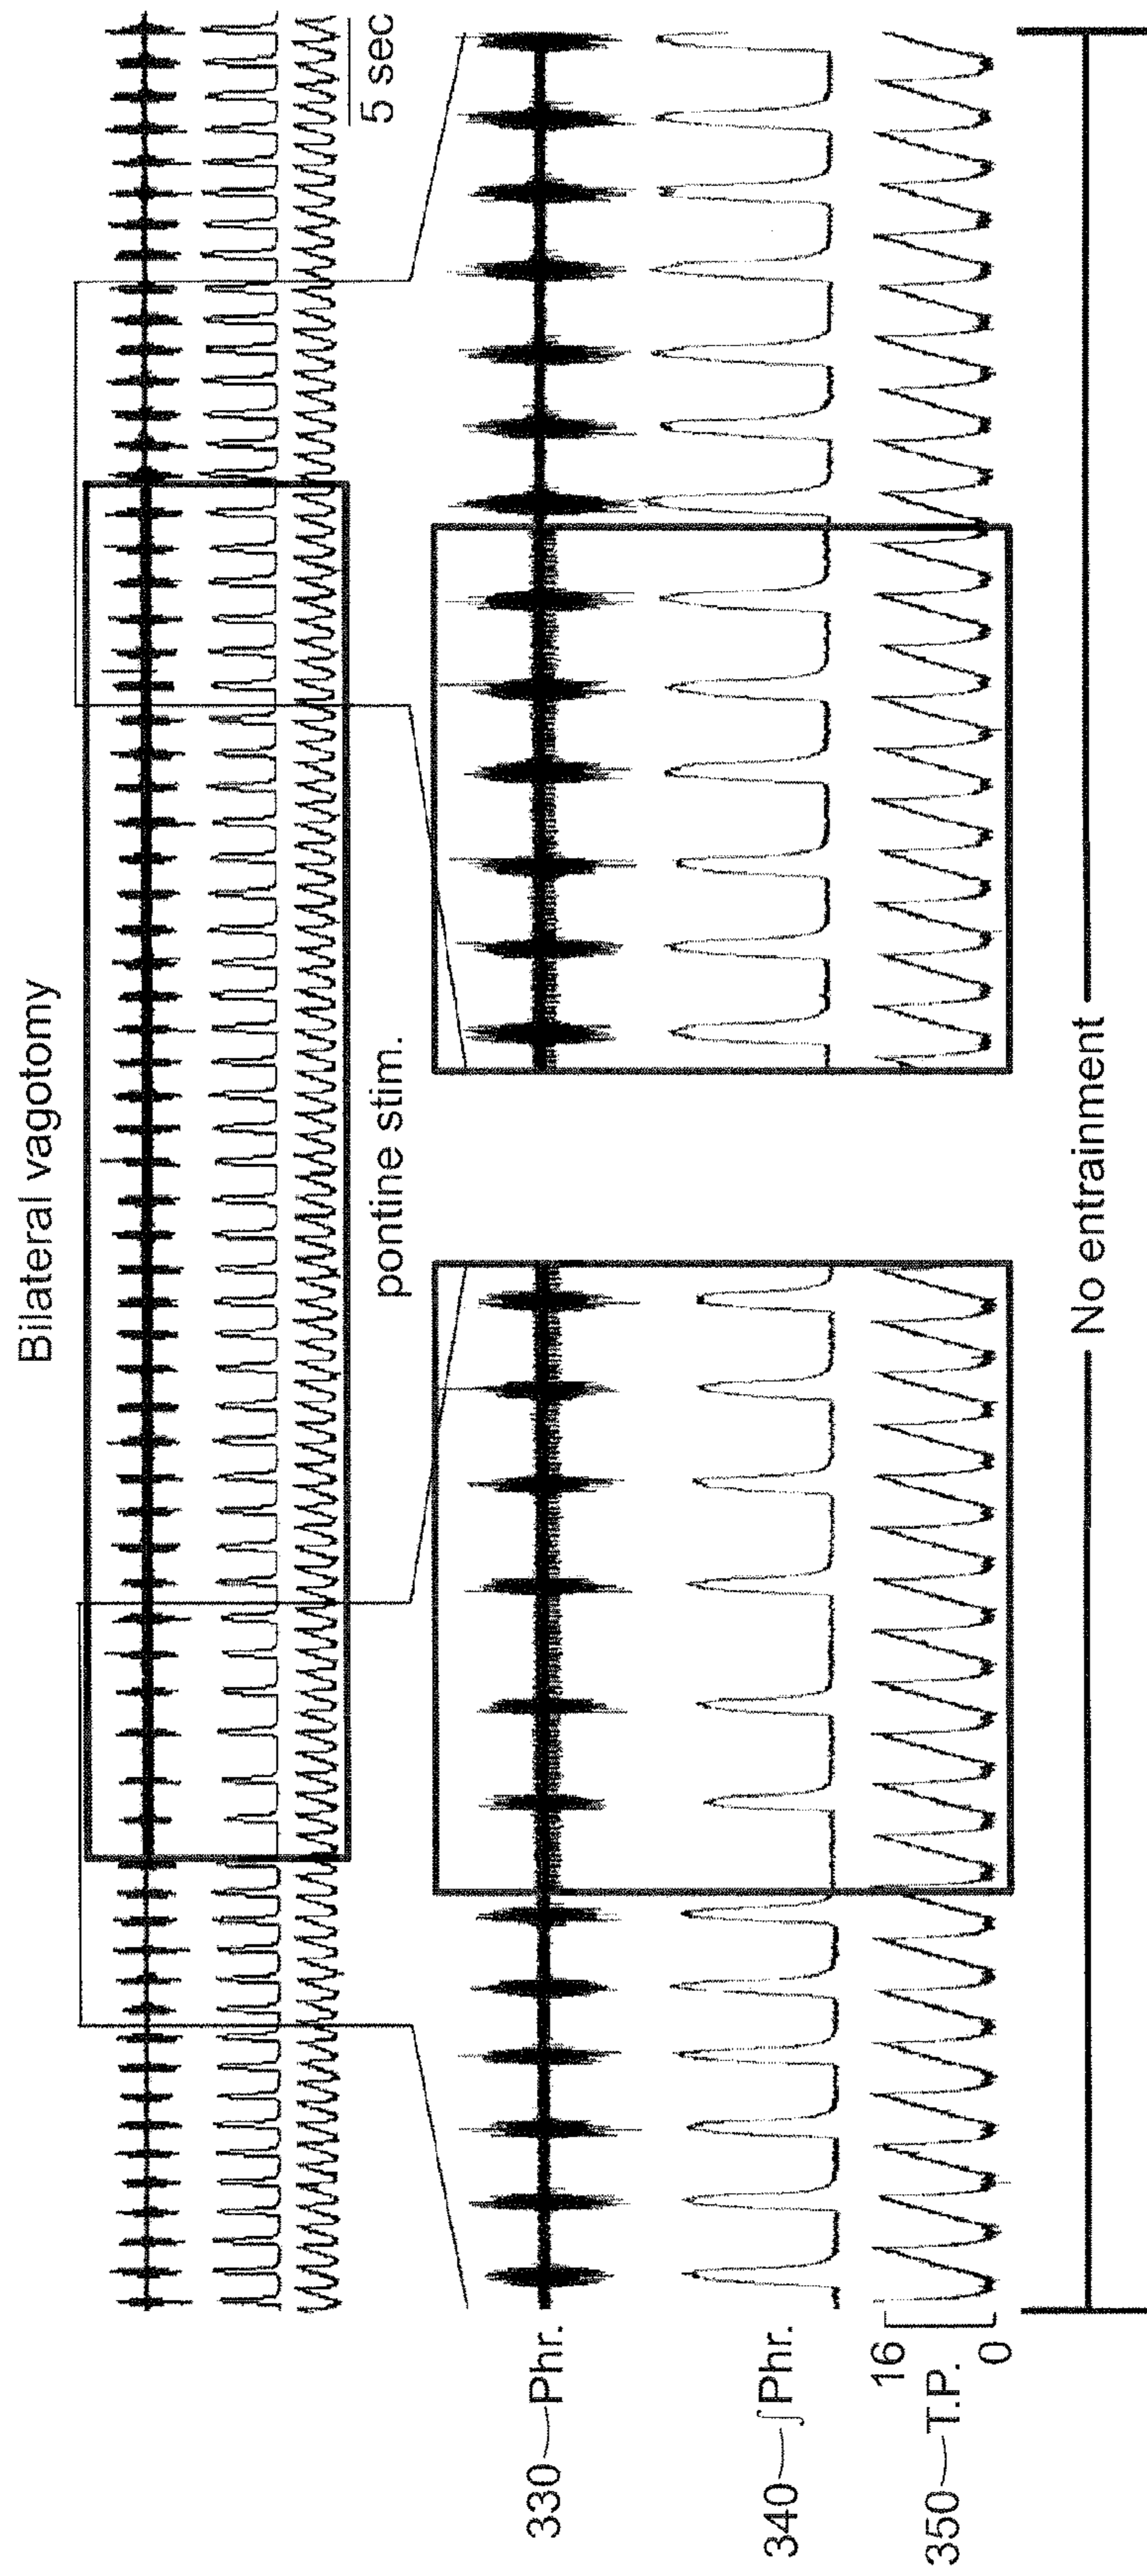 Bilateral vagotomy
5 sec
pontine stim.
330 Phr.
340 ∫Phr.
16
350 T.P.
0
No entrainment